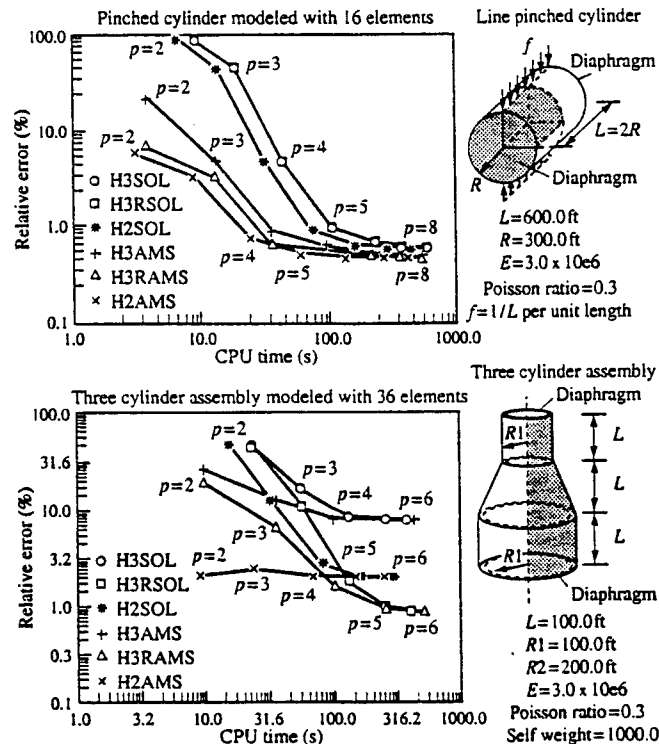 Pinched cylinder modeled with 16 elements
100.0
10.0
1.0
0.1
Relative error (%)
p=2
p=3
p=2
p=4
p=2
p=3
p=5
p=8
p=4
p=5
p=8
H3SOL
H3RSOL
H2SOL
H3AMS
H3RAMS
H2AMS
1.0
10.0
100.0
1000.0
CPU time (s)
Line pinched cylinder
f
Diaphragm
L=2R
R
Diaphragm
L=600.0 ft
R=300.0 ft
E=3.0 x 10e6
Poisson ratio=0.3
f=1/L per unit length
Three cylinder assembly modeled with 36 elements
100.0
31.6
10.0
3.2
1.0
0.1
Relative error (%)
p=2
p=3
p=2
p=4
p=6
p=3
p=5
p=6
p=2
p=3
p=4
p=5
p=6
H3SOL
H3RSOL
H2SOL
H3AMS
H3RAMS
H2AMS
1.0
3.2
10.0
31.6
100.0
316.2
1000.0
CPU time (s)
Three cylinder assembly
Diaphragm
R1
L
L
R1
L
Diaphragm
L=100.0 ft
R1=100.0 ft
R2=200.0 ft
E=3.0 x 10e6
Poisson ratio=0.3
Self weight=1000.0